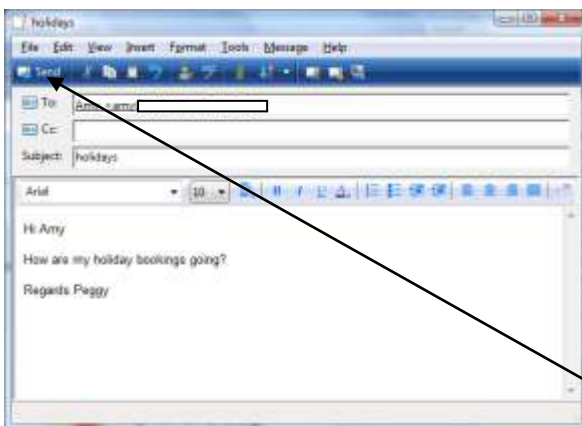 holidays
File Edit View Insert Format Tools Message Help
Send
To:
Cc:
Subject: holidays
Arial 10
Hi Amy
How are my holiday bookings going?
Regards Peggy